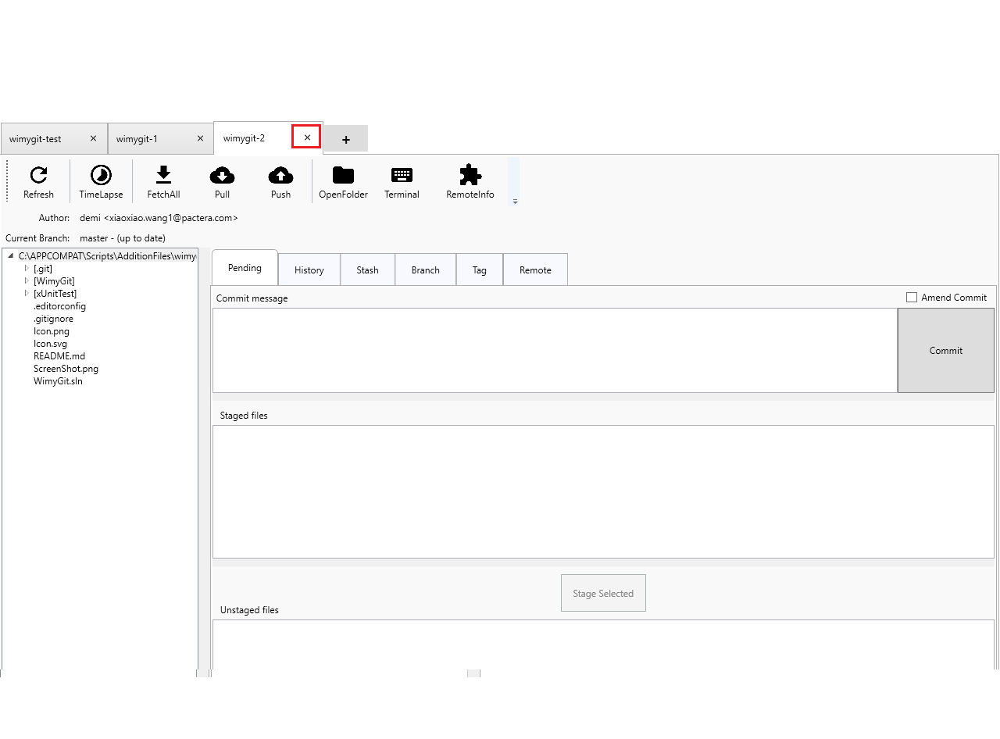 wimygit-test ✕ wimygit-1 ✕ wimygit-2 ✕ +
Refresh TimeLapse FetchAll Pull Push OpenFolder Terminal RemoteInfo
Author: demi <xiaoxiao.wang1@pactera.com>
Current Branch: master - (up to date)
C:\APPCOMPAT\Scripts\AdditionFiles\wimy
[.git]
[WimyGit]
[xUnitTest]
.editorconfig
.gitignore
Icon.png
Icon.svg
README.md
ScreenShot.png
WimyGit.sln
Pending History Stash Branch Tag Remote
Commit message Amend Commit
Commit
Staged files
Stage Selected
Unstaged files